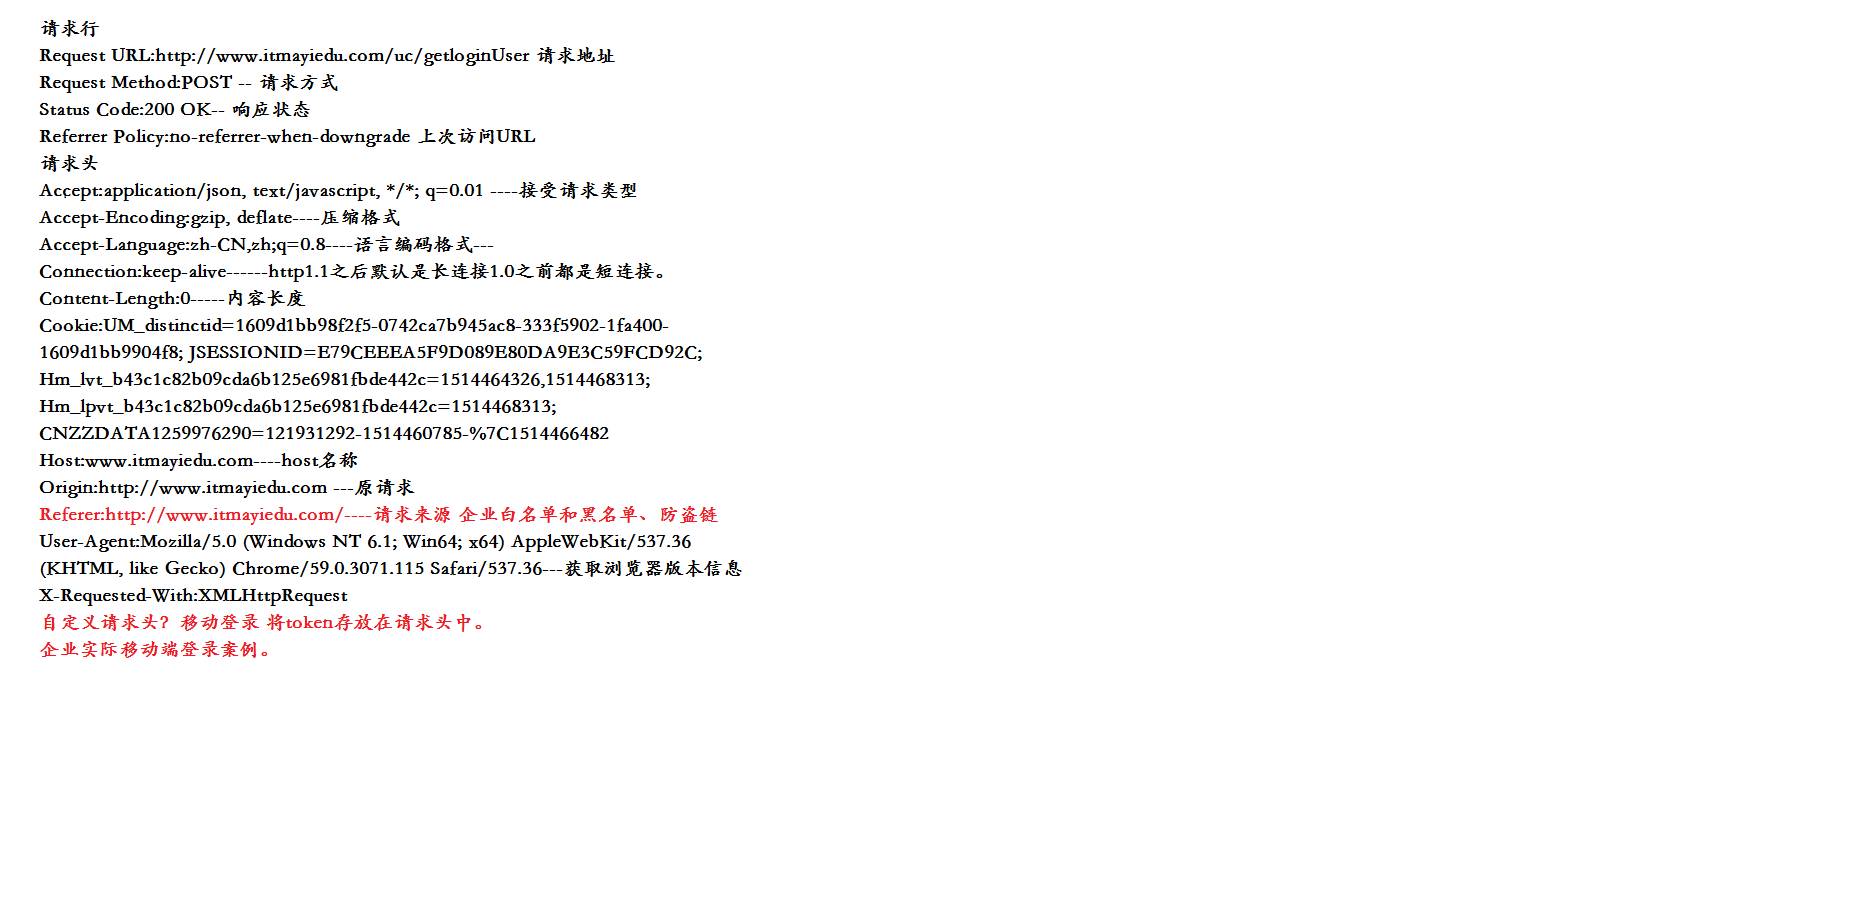 请求行
Request URL:http://www.itmayiedu.com/uc/getloginUser 请求地址
Request Method:POST -- 请求方式
Status Code:200 OK-- 响应状态
Referrer Policy:no-referrer-when-downgrade 上次访问URL
请求头
Accept:application/json, text/javascript, */*; q=0.01 ----接受请求类型
Accept-Encoding:gzip, deflate----压缩格式
Accept-Language:zh-CN,zh;q=0.8----语言编码格式---
Connection:keep-alive------http1.1之后默认是长连接1.0之前都是短连接。
Content-Length:0-----内容长度
Cookie:UM_distinctid=1609d1bb98f2f5-0742ca7b945ac8-333f5902-1fa400-
1609d1bb9904f8; JSESSIONID=E79CEEEA5F9D089E80DA9E3C59FCD92C;
Hm_lvt_b43c1c82b09cda6b125e6981fbde442c=1514464326,1514468313;
Hm_lpvt_b43c1c82b09cda6b125e6981fbde442c=1514468313;
CNZZDATA1259976290=121931292-1514460785-%7C1514466482
Host:www.itmayiedu.com----host名称
Origin:http://www.itmayiedu.com ---原请求
Referer:http://www.itmayiedu.com/----请求来源 企业白名单和黑名单、防盗链
User-Agent:Mozilla/5.0 (Windows NT 6.1; Win64; x64) AppleWebKit/537.36
(KHTML, like Gecko) Chrome/59.0.3071.115 Safari/537.36---获取浏览器版本信息
X-Requested-With:XMLHttpRequest
自定义请求头？移动登录 将token存放在请求头中。
企业实际移动端登录案例。